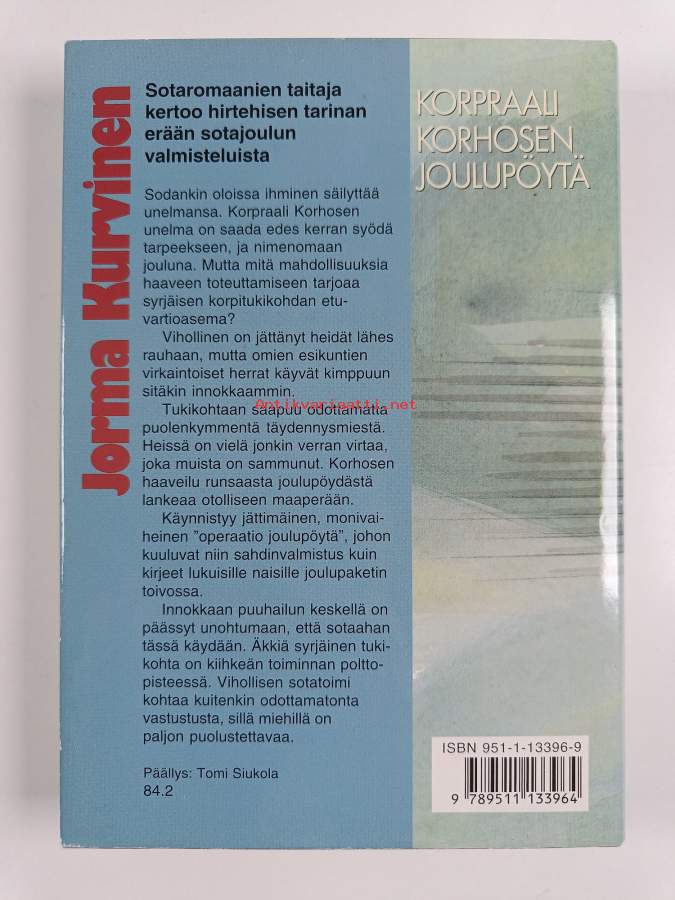 Jorma Kurvinen
Sotaromaanien taitaja
kertoo hirtehisen tarinan
erään sotajoulun
valmisteluista
Sodankin oloissa ihminen säilyttää
unelmansa. Korpraali Korhosen
unelma on saada edes kerran syödä
tarpeekseen, ja nimenomaan
jouluna. Mutta mitä mahdollisuuksia
haaveen toteuttamiseen tarjoaa
syrjäisen korpitukikohdan etu-
vartioasema?
Vihollinen on jättänyt heidät lähes
rauhaan, mutta omien esikuntien
virkaintoiset herrat käyvät kimppuun
sitäkin innokkaammin.
Tukikohtaan saapuu odottamatta
puolenkymmentä täydennysmiestä.
Heissä on vielä jonkin verran virtaa,
joka muista on sammunut. Korhosen
haaveilu runsaasta joulupöydästä
lankeaa otolliseen maaperään.
Käynnistyy jättimäinen, monivai-
heinen "operaatio joulupöytä", johon
kuuluvat niin sahdinvalmistus kuin
kirjeet lukuisille naisille joulupaketin
toivossa.
Innokkaan puuhailun keskellä on
päässyt unohtumaan, että sotaahan
tässä käydään. Äkkiä syrjäinen tuki-
kohta on kiihkeän toiminnan poltto-
pisteessä. Vihollisen sotatoimi
kohtaa kuitenkin odottamatonta
vastustusta, sillä miehillä on
paljon puolustettavaa.
Päällys: Tomi Siukola
84.2
KORPRAALI
KORHOSEN
JOULUPÖYTÄ
Antikvariaatti.net
ISBN 951-1-13396-9
9 789511 133964